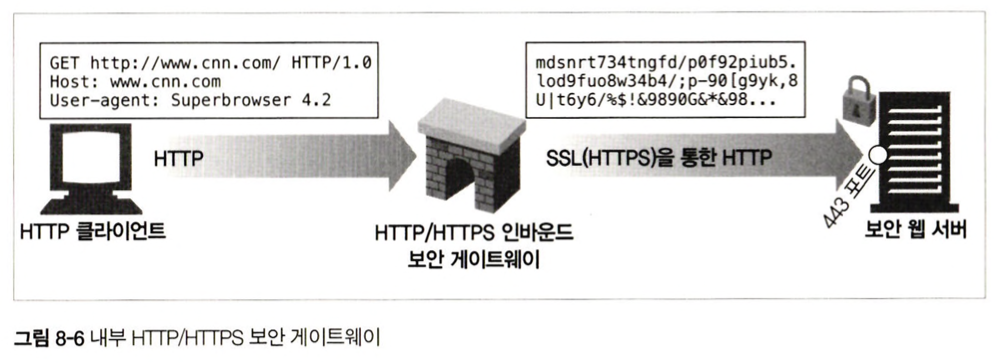 GET http://www.cnn.com/ HTTP/1.0
Host: www.cnn.com
User-agent: Superbrowser 4.2
mdsnrt734tngfd/p0f92piub5.
lod9fuo8w34b4/;p-90[g9yk,8
U|t6y6/%$!&9890G&*&98...
HTTP
SSL(HTTPS)을 통한 HTTP
443 포트
HTTP 클라이언트
HTTP/HTTPS 인바운드
보안 게이트웨이
보안 웹 서버
그림 8-6 내부 HTTP/HTTPS 보안 게이트웨이